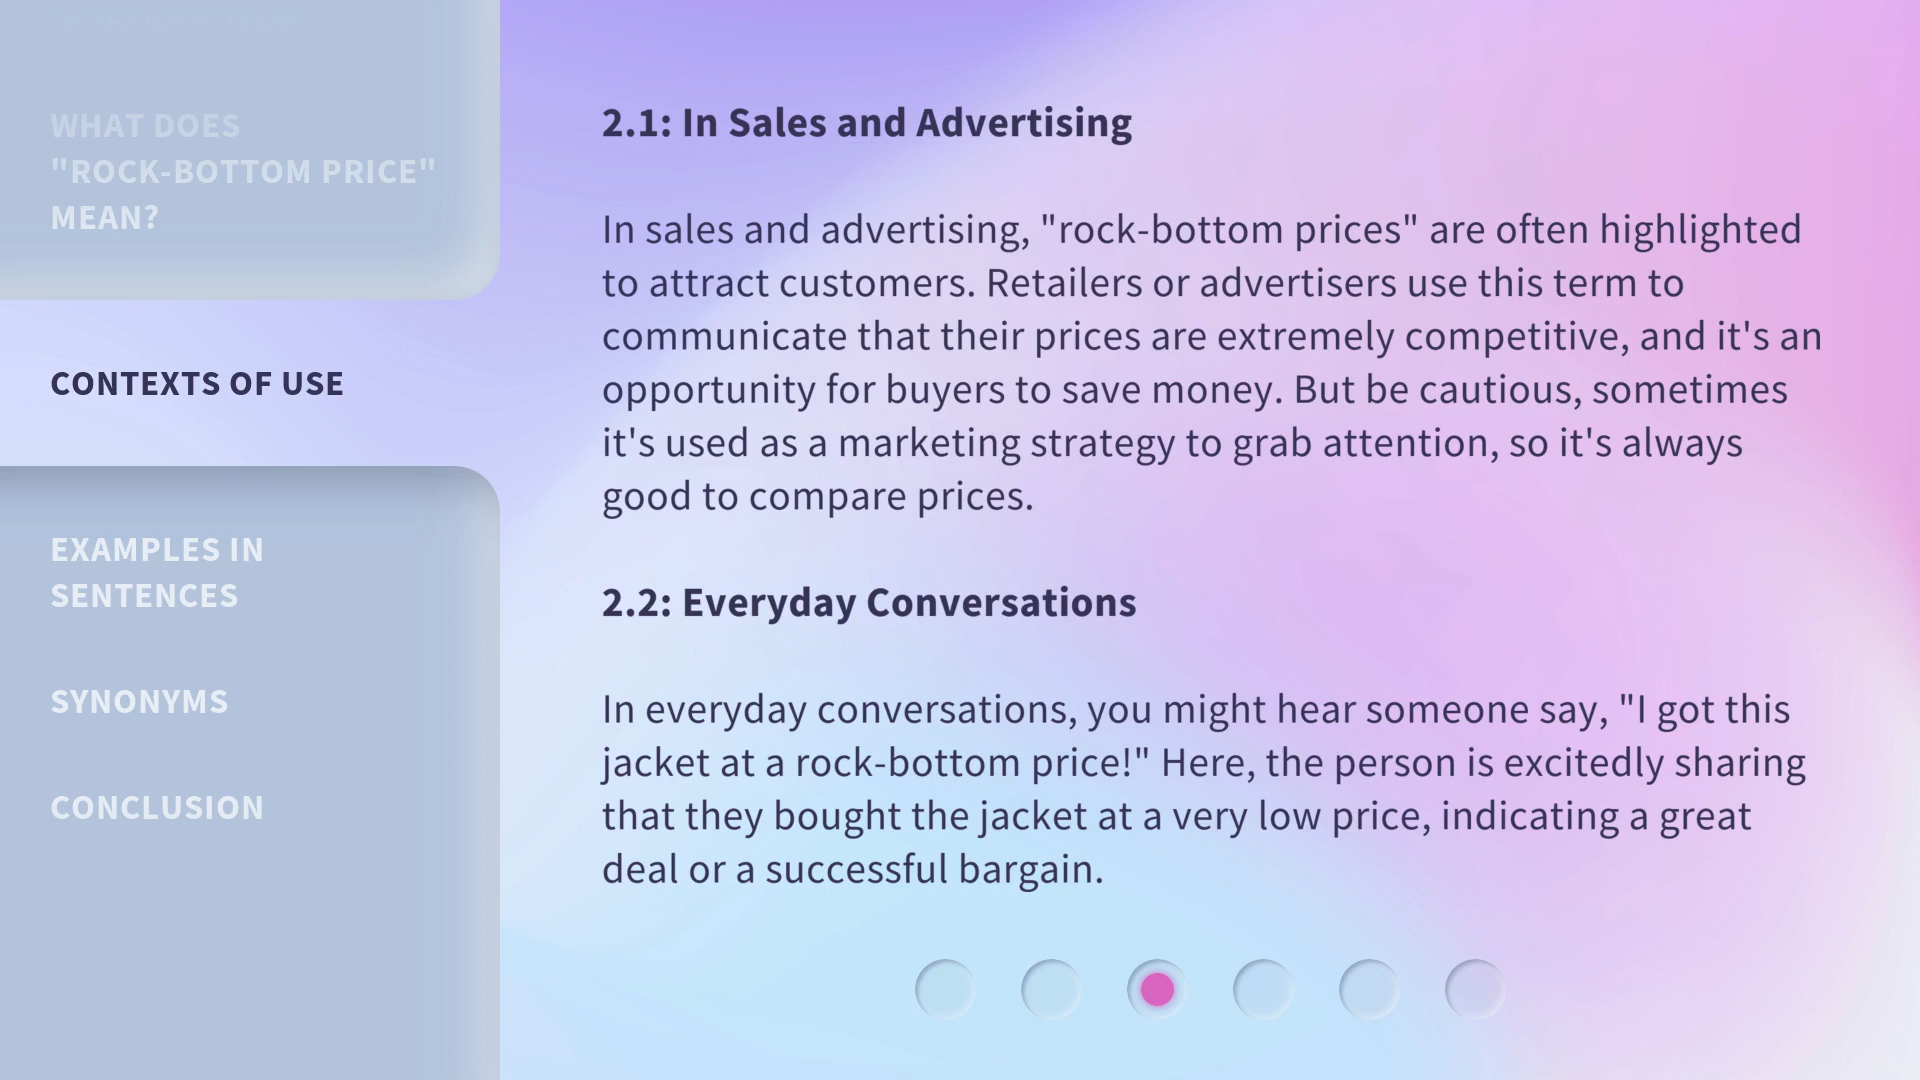 WHAT DOES
"ROCK-BOTTOM PRICE"
MEAN?
CONTEXTS OF USE
EXAMPLES IN
SENTENCES
SYNONYMS
CONCLUSION
2.1: In Sales and Advertising
In sales and advertising, "rock-bottom prices" are often highlighted
to attract customers. Retailers or advertisers use this term to
communicate that their prices are extremely competitive, and it's an
opportunity for buyers to save money. But be cautious, sometimes
it's used as a marketing strategy to grab attention, so it's always
good to compare prices.
2.2: Everyday Conversations
In everyday conversations, you might hear someone say, "I got this
jacket at a rock-bottom price!" Here, the person is excitedly sharing
that they bought the jacket at a very low price, indicating a great
deal or a successful bargain.